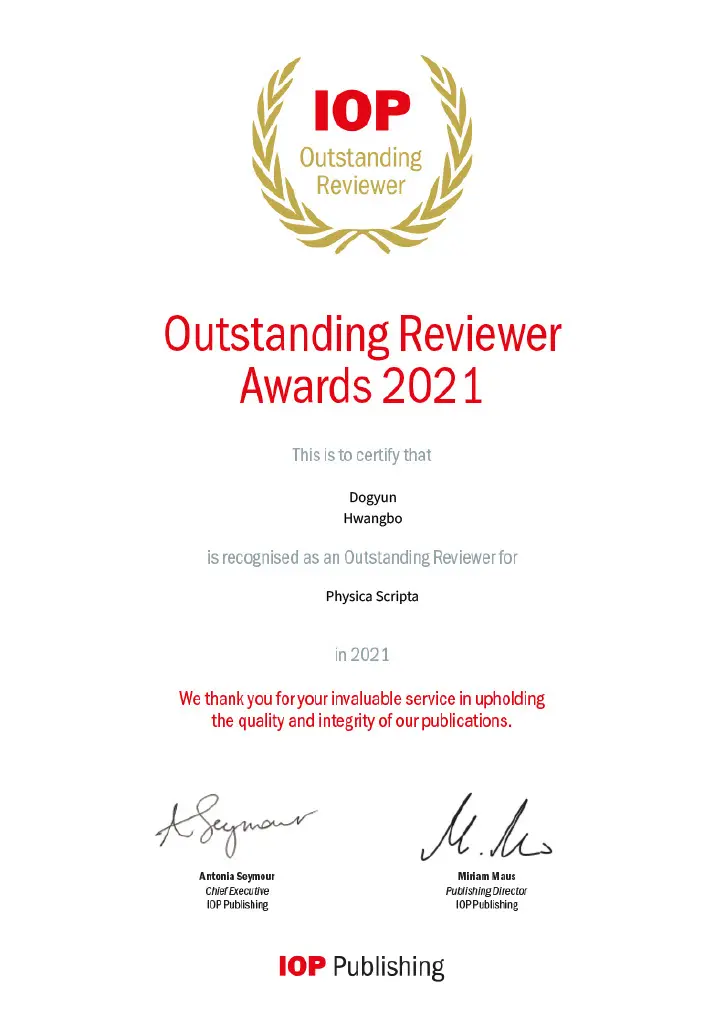 IOP
Outstanding
Reviewer
Outstanding Reviewer
Awards 2021
This is to certify that
Dogyun
Hwangbo
is recognised as an Outstanding Reviewer for
Physica Scripta
in 2021
We thank you for your invaluable service in upholding
the quality and integrity of our publications.
A Seymour
M. Maus
Antonia Seymour
Miriam Maus
Chief Executive
Publishing Director
IOP Publishing
IOP Publishing
IOP Publishing